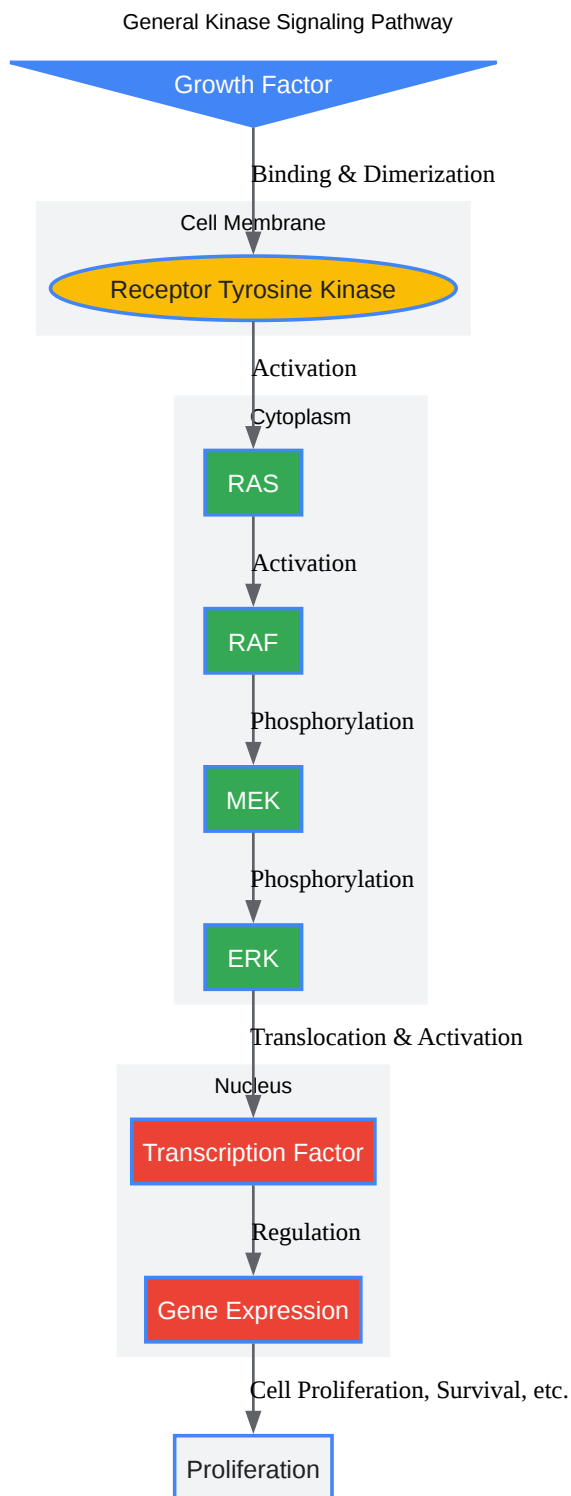 General Kinase Signaling Pathway
Growth Factor
Binding & Dimerization
Cell Membrane
Receptor Tyrosine Kinase
Activation
Cytoplasm
RAS
Activation
RAF
Phosphorylation
MEK
Phosphorylation
ERK
Translocation & Activation
Nucleus
Transcription Factor
Regulation
Gene Expression
Cell Proliferation, Survival, etc.
Proliferation